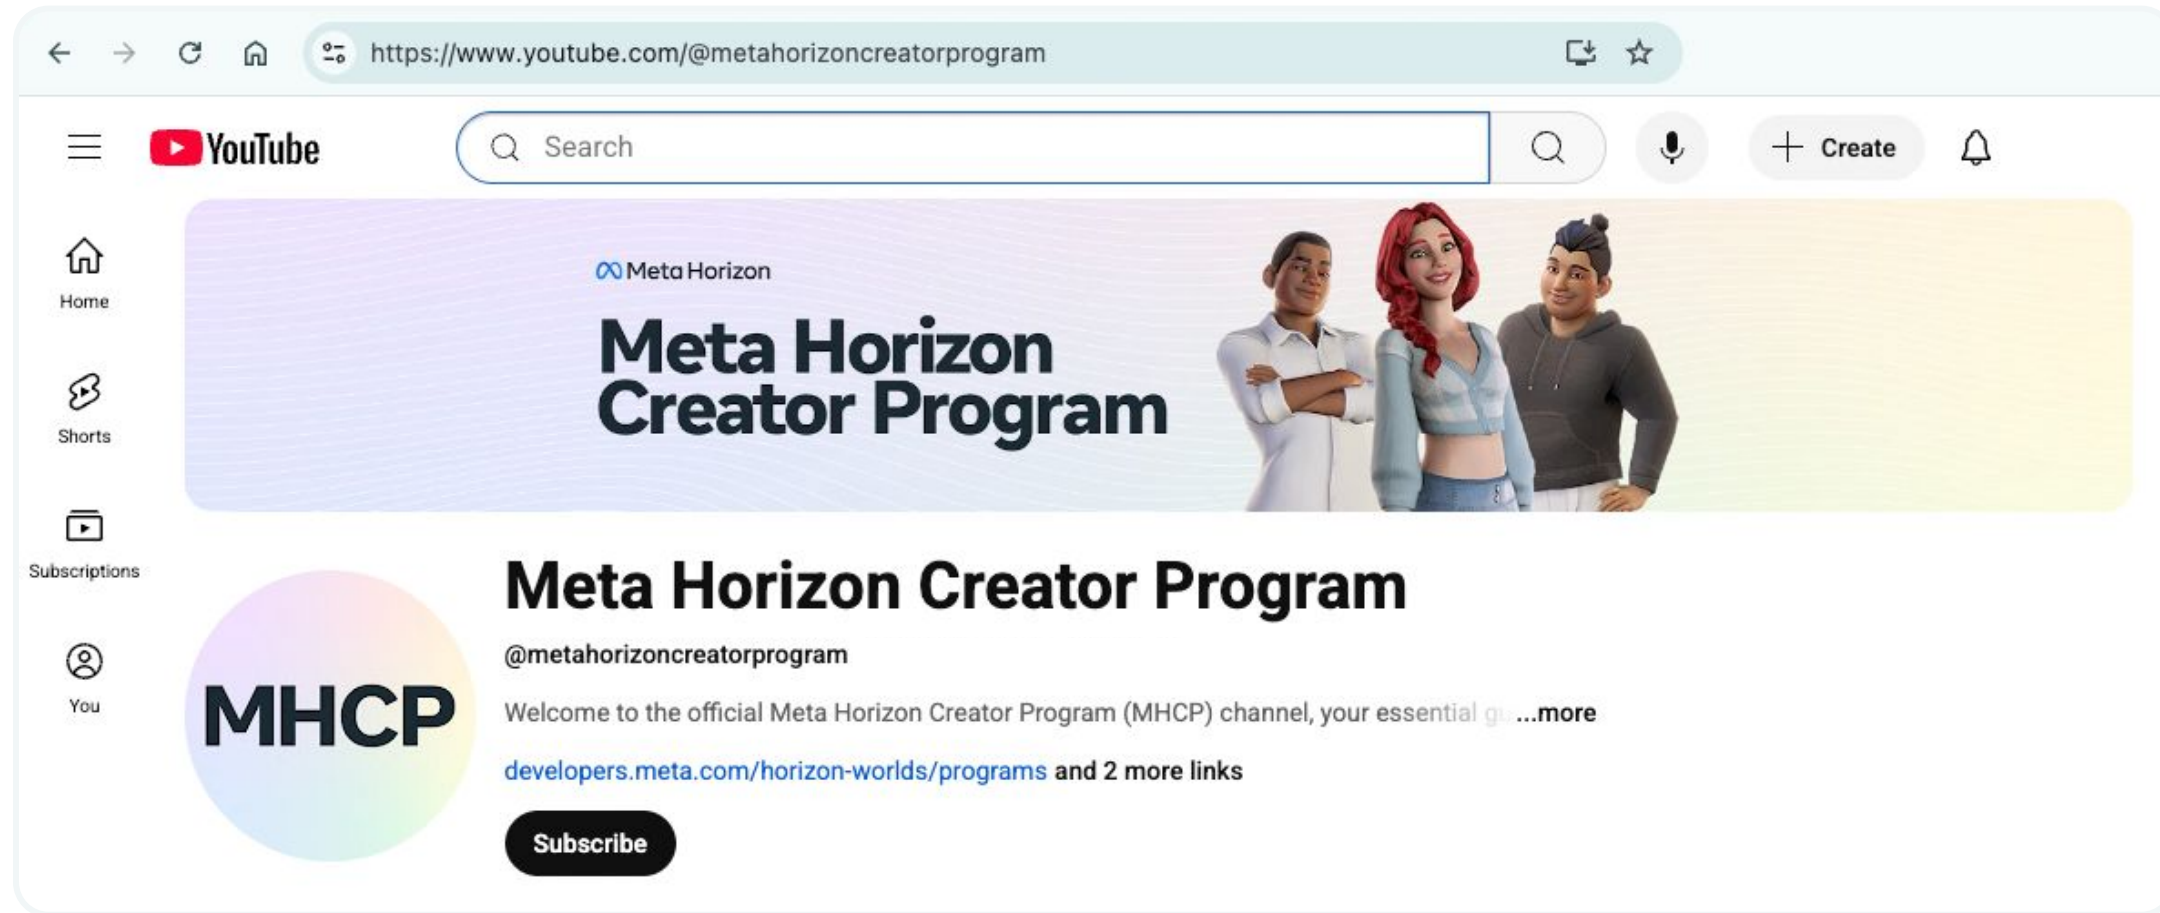 https://www.youtube.com/@metahorizoncreatorprogram
YouTube
Search
Create
Home
Shorts
Subscriptions
You
Meta Horizon
Meta Horizon
Creator Program
MHCP
Meta Horizon Creator Program
@metahorizoncreatorprogram
Welcome to the official Meta Horizon Creator Program (MHCP) channel, your essential ...more
developers.meta.com/horizon-worlds/programs and 2 more links
Subscribe